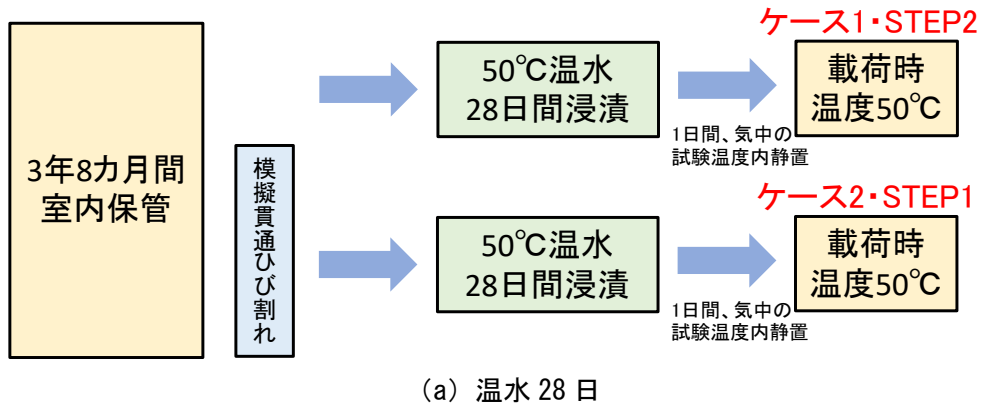 3年8カ月間
室内保管
模擬貫通ひび割れ
50℃温水
28日間浸漬
1日間、気中の
試験温度内静置
ケース1・STEP2
載荷時
温度50℃
50℃温水
28日間浸漬
1日間、気中の
試験温度内静置
ケース2・STEP1
載荷時
温度50℃
(a) 温水 28 日